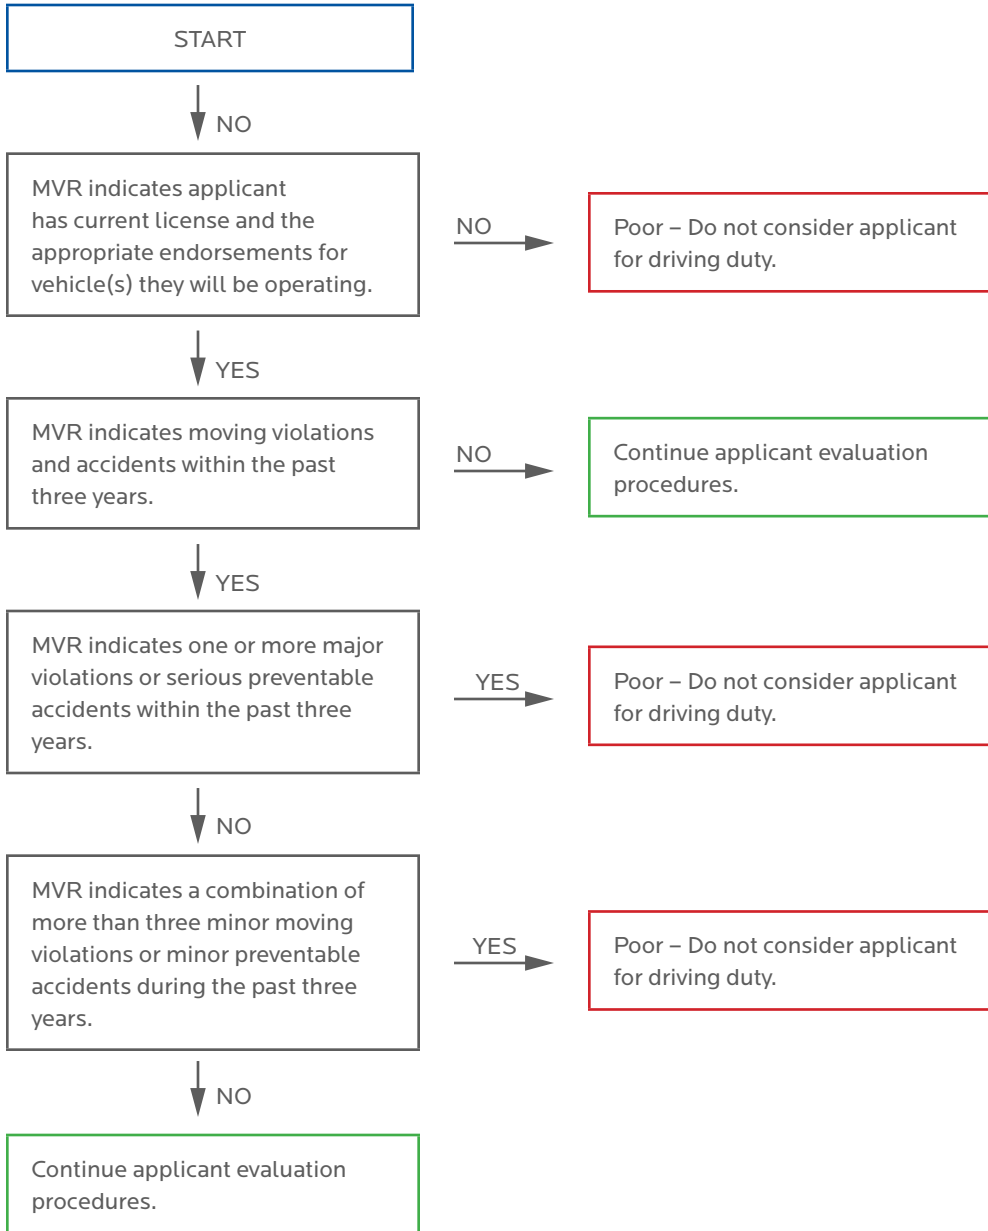 START
NO
MVR indicates applicant
has current license and the
appropriate endorsements for
vehicle(s) they will be operating.
NO
Poor – Do not consider applicant
for driving duty.
YES
MVR indicates moving violations
and accidents within the past
three years.
NO
Continue applicant evaluation
procedures.
YES
MVR indicates one or more major
violations or serious preventable
accidents within the past three
years.
YES
Poor – Do not consider applicant
for driving duty.
NO
MVR indicates a combination of
more than three minor moving
violations or minor preventable
accidents during the past three
years.
YES
Poor – Do not consider applicant
for driving duty.
NO
Continue applicant evaluation
procedures.